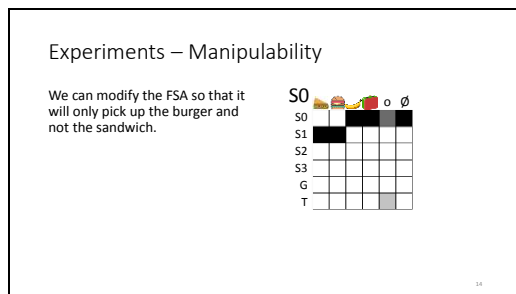 Experiments – Manipulability
We can modify the FSA so that it
will only pick up the burger and
not the sandwich.
S0
o Ø
S0
S1
S2
S3
G
T
14